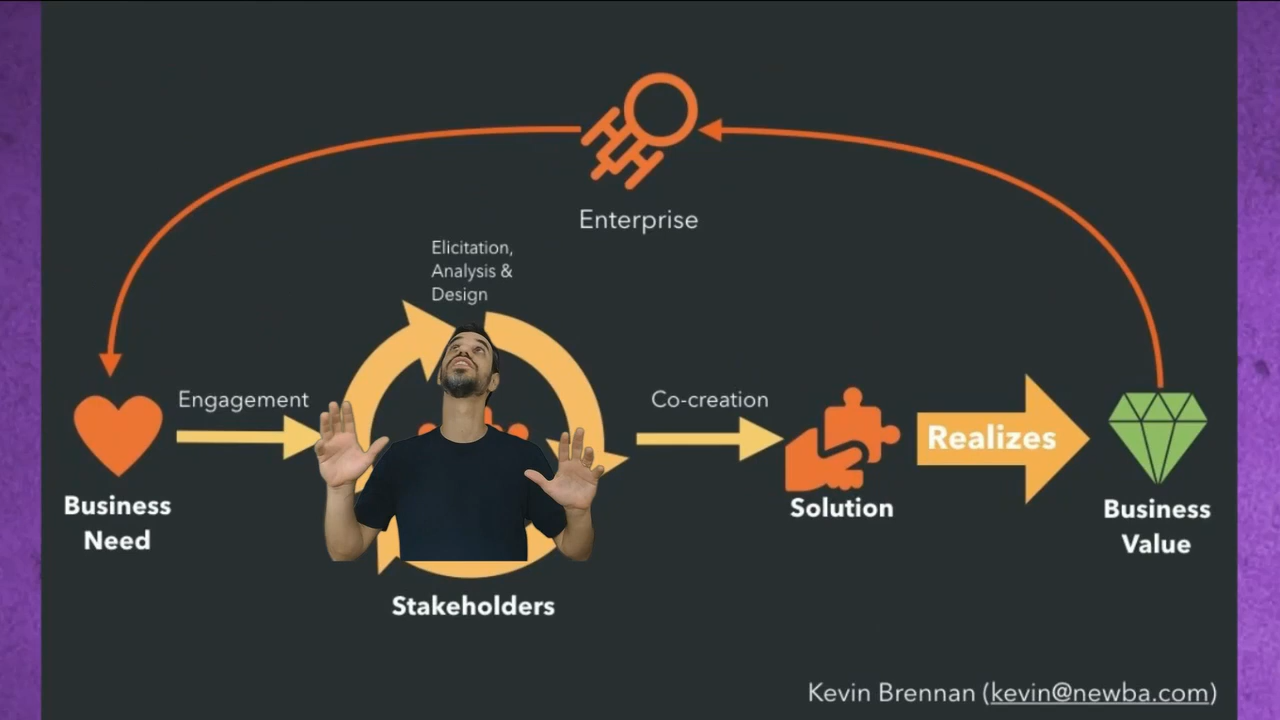 Enterprise
Elicitation,
Analysis &
Design
Engagement
Co-creation
Realizes
Business
Need
Stakeholders
Solution
Business
Value
Kevin Brennan (kevin@newba.com)